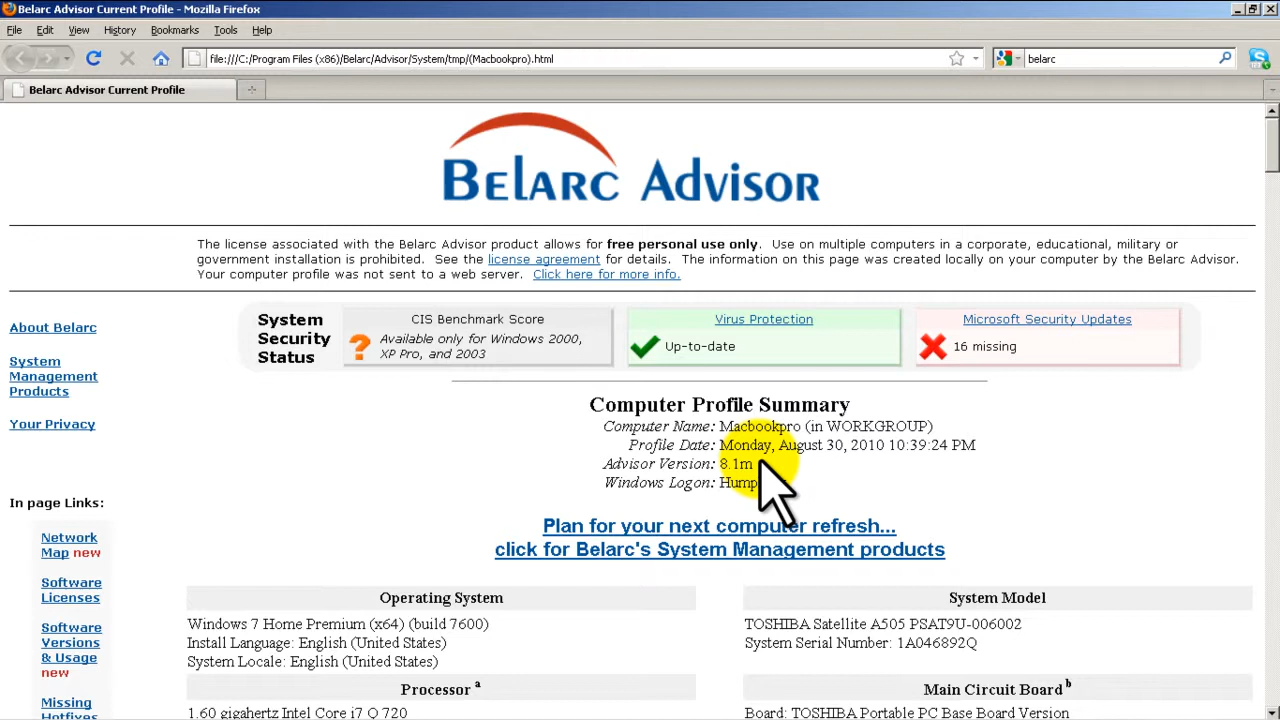 Belarc Advisor Current Profile - Mozilla Firefox
File Edit View History Bookmarks Tools Help
file:///C:/Program Files (x86)/Belarc/Advisor/System/tmp/(Macbookpro).html
belarc
Belarc Advisor Current Profile
BELARC ADVISOR
The license associated with the Belarc Advisor product allows for free personal use only. Use on multiple computers in a corporate, educational, military or
government installation is prohibited. See the license agreement for details. The information on this page was created locally on your computer by the Belarc Advisor.
Your computer profile was not sent to a web server. Click here for more info.
About Belarc
System
Management
Products
Your Privacy
In page Links:
Network
Map new
Software
Licenses
Software
Versions
& Usage
new
Missing
Hotfixes
System
Security
Status
CIS Benchmark Score
Available only for Windows 2000,
XP Pro, and 2003
Virus Protection
Up-to-date
Microsoft Security Updates
16 missing
Computer Profile Summary
Computer Name: Macbookpro (in WORKGROUP)
Profile Date: Monday, August 30, 2010 10:39:24 PM
Advisor Version: 8.1m
Windows Logon:
Plan for your next computer refresh...
click for Belarc's System Management products
Operating System
Windows 7 Home Premium (x64) (build 7600)
Install Language: English (United States)
System Locale: English (United States)
System Model
TOSHIBA Satellite A505 PSAT9U-006002
System Serial Number: 1A046892Q
Processor a
1.60 gigahertz Intel Core i7 Q 720
Main Circuit Board b
Board: TOSHIBA Portable PC Base Board Version